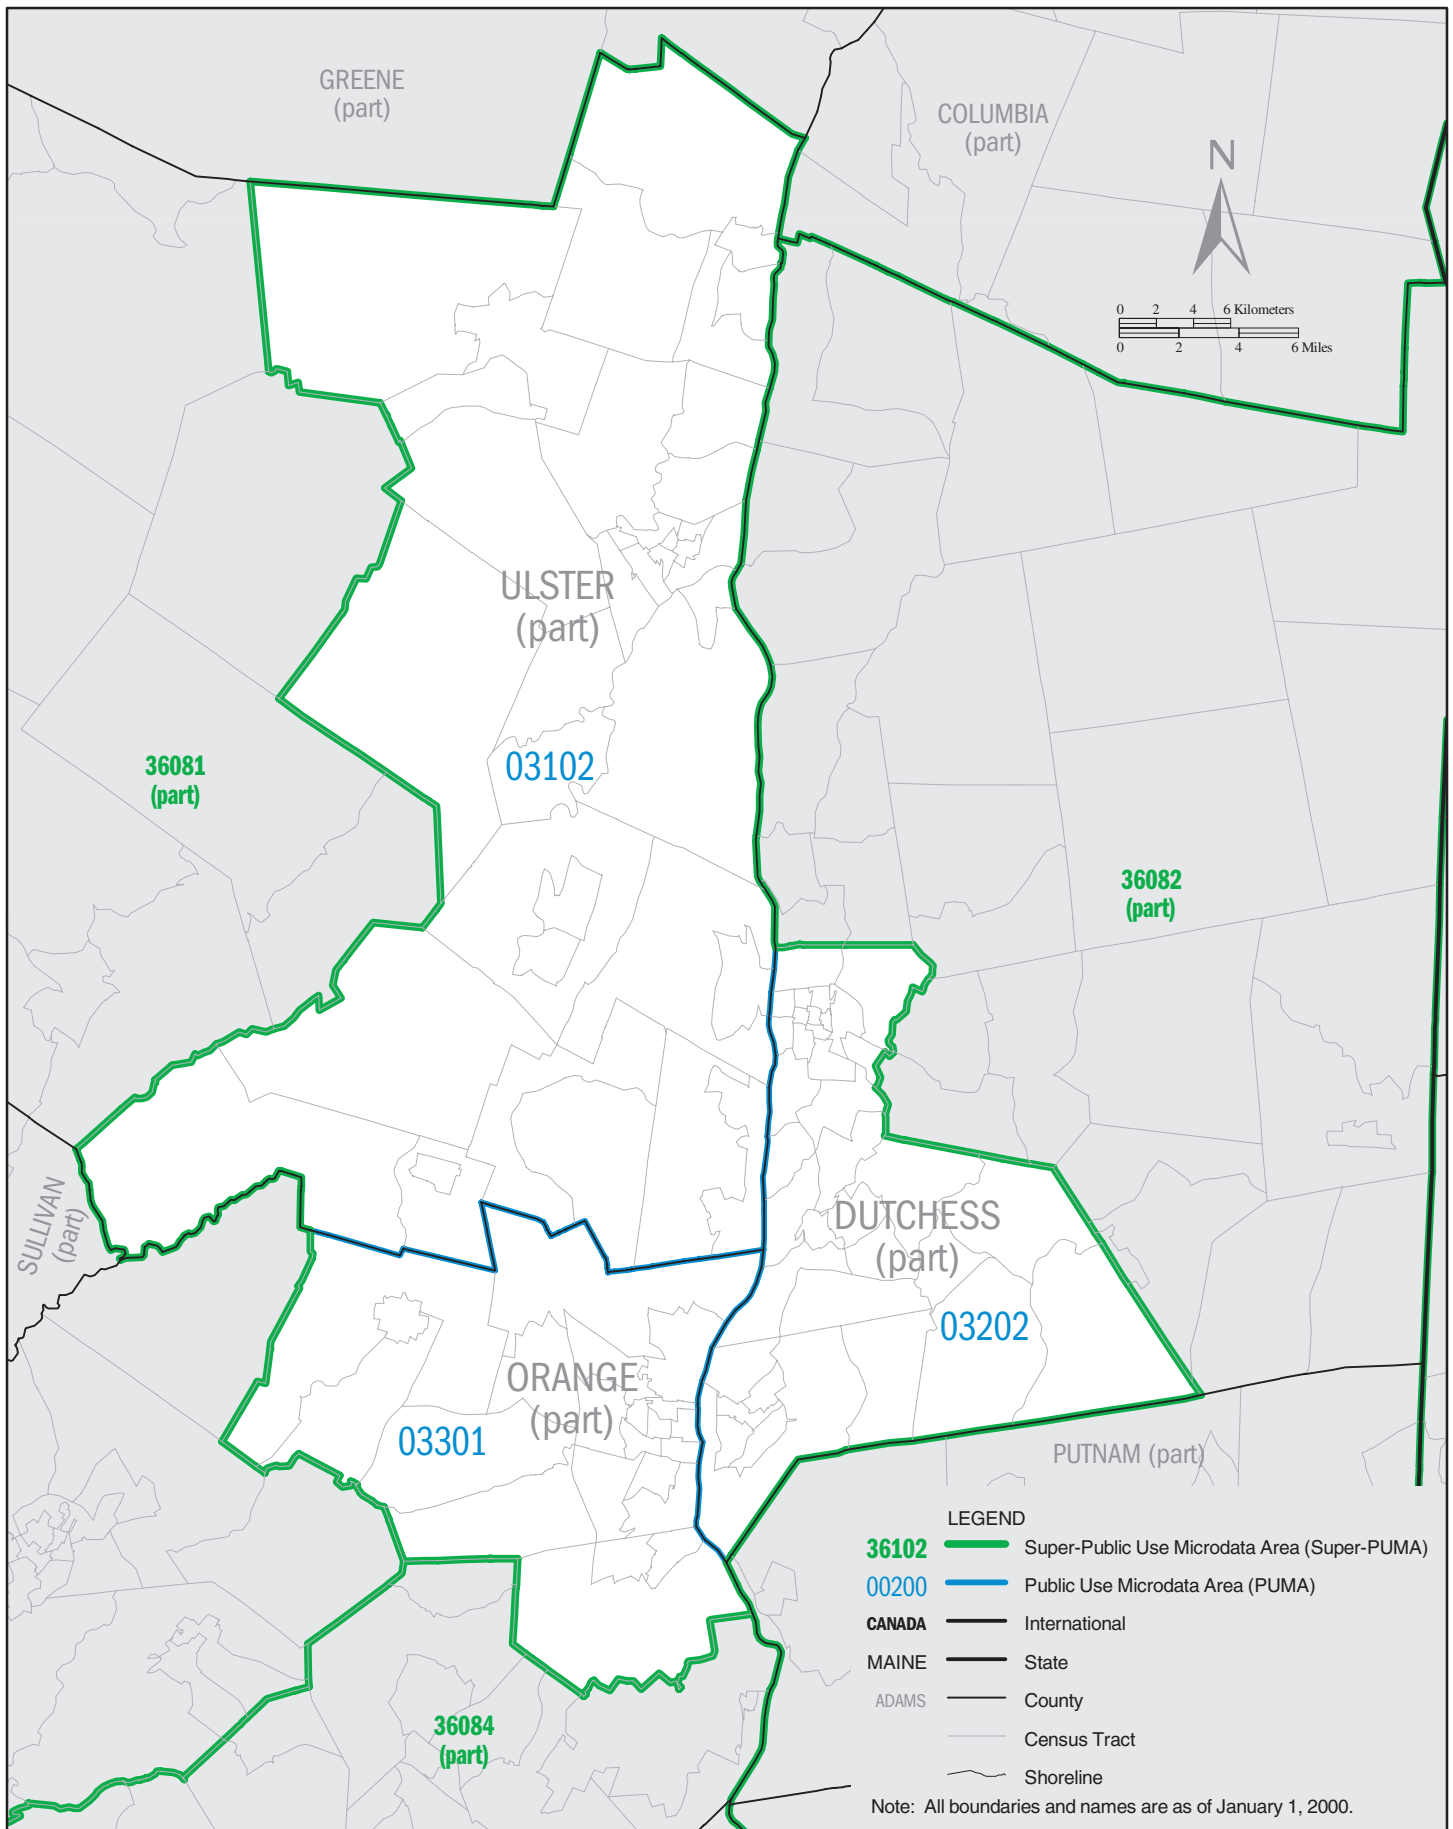 GREENE
(part)
COLUMBIA
(part)
N
0 2 4 6 Kilometers
0 2 4 6 Miles
ULSTER
(part)
03102
36081
(part)
36082
(part)
SULLIVAN
(part)
DUTCHESS
(part)
03202
ORANGE
(part)
03301
PUTNAM (part)
36084
(part)
LEGEND
36102 Super-Public Use Microdata Area (Super-PUMA)
00200 Public Use Microdata Area (PUMA)
CANADA International
MAINE State
ADAMS County
Census Tract
Shoreline
Note: All boundaries and names are as of January 1, 2000.